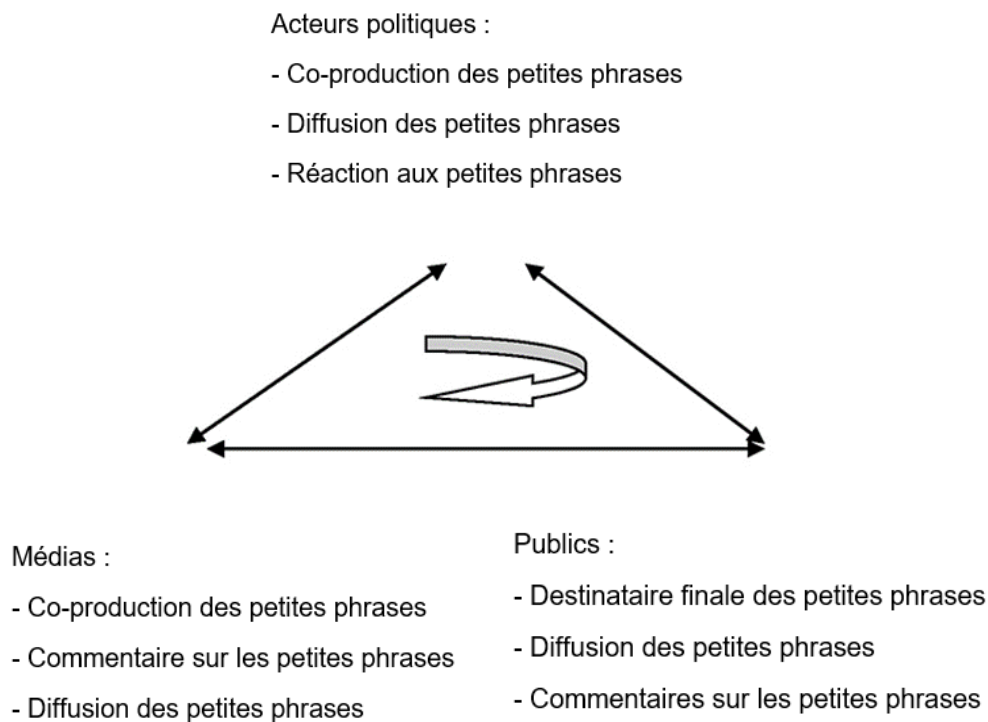 Acteurs politiques :
- Co-production des petites phrases
- Diffusion des petites phrases
- Réaction aux petites phrases
Médias :
- Co-production des petites phrases
- Commentaire sur les petites phrases
- Diffusion des petites phrases
Publics :
- Destinataire finale des petites phrases
- Diffusion des petites phrases
- Commentaires sur les petites phrases